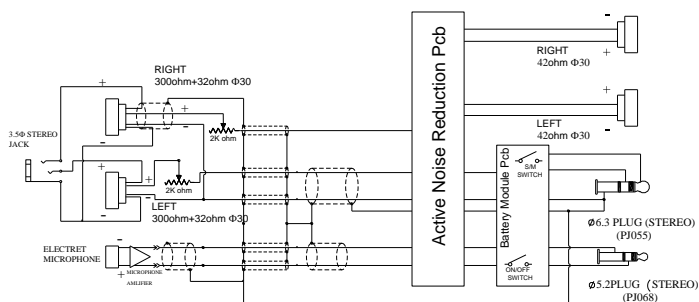 RIGHT
300ohm+32ohm Φ30
+
+
-
+
-
2K ohm
3.5Φ STEREO
JACK
+
+
-
-
2K ohm
LEFT
300ohm+32ohm Φ30
ELECTRET
MICROPHONE
-
+
MICROPHONE
AMLIFIER
Active Noise Reduction Pcb
-
RIGHT
+
42ohm Φ30
+
LEFT
-
42ohm Φ30
Battery Module Pcb
S/M
SWITCH
ON/OFF
SWITCH
ϕ6.3 PLUG (STEREO)
(PJ055)
ϕ5.2PLUG (STEREO)
(PJ068)